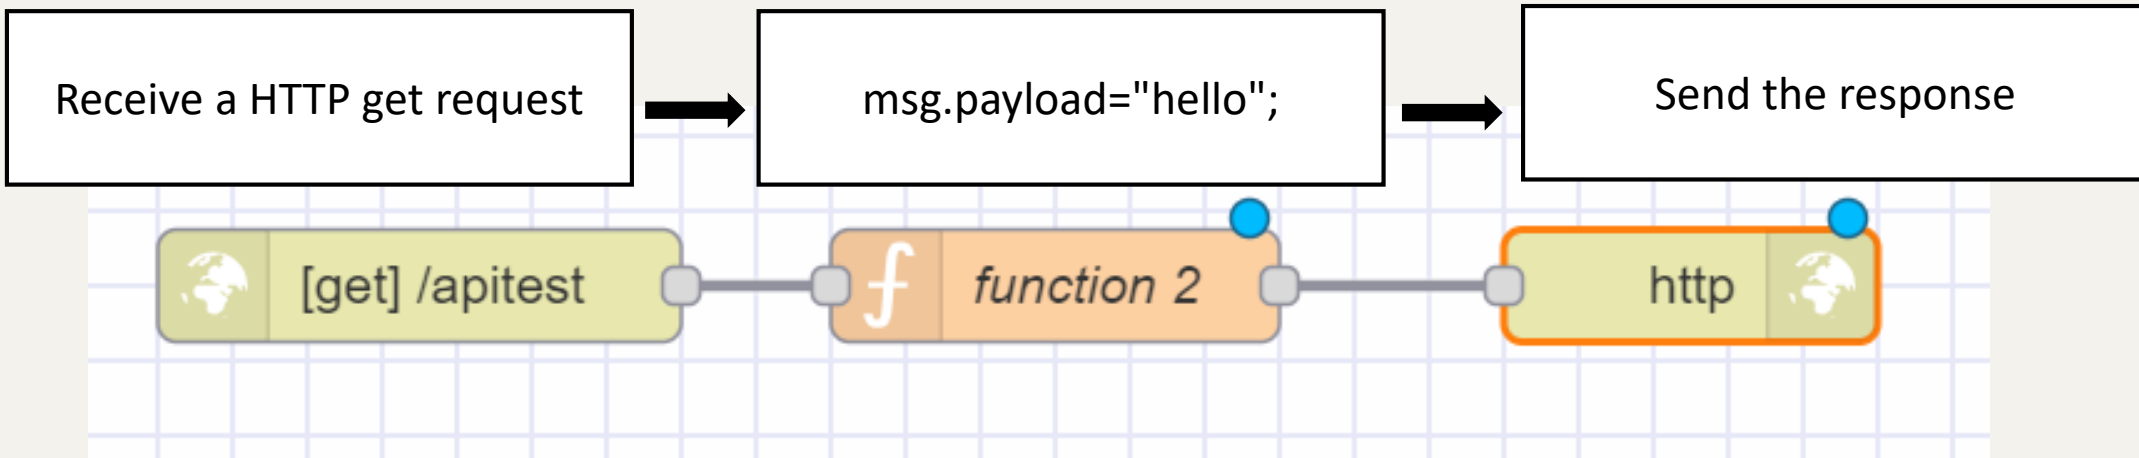 Receive a HTTP get request
msg.payload="hello";
Send the response
[get] /apitest
function 2
http